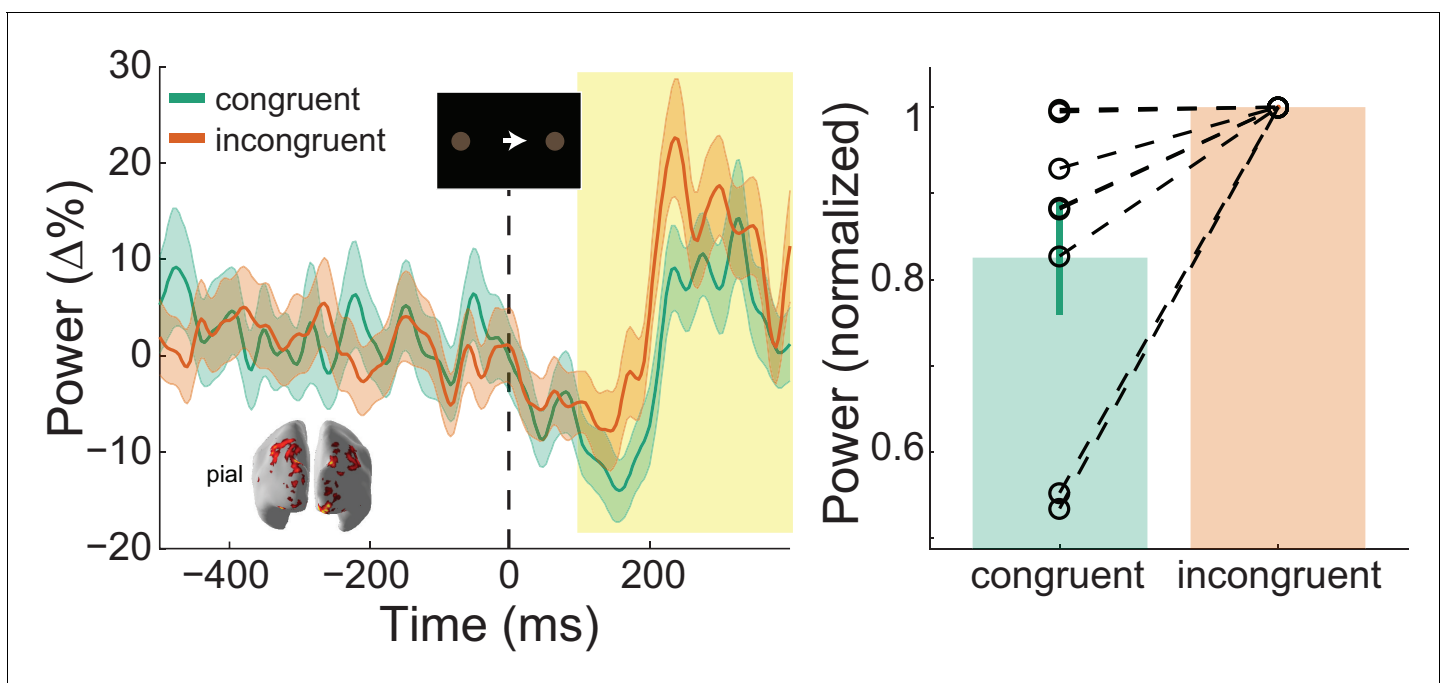 30
20
10
0
−10
−20
Power (Δ%)
congruent
incongruent
pial
−400
−200
0
200
Time (ms)
1
0.8
0.6
Power (normalized)
congruent
incongruent